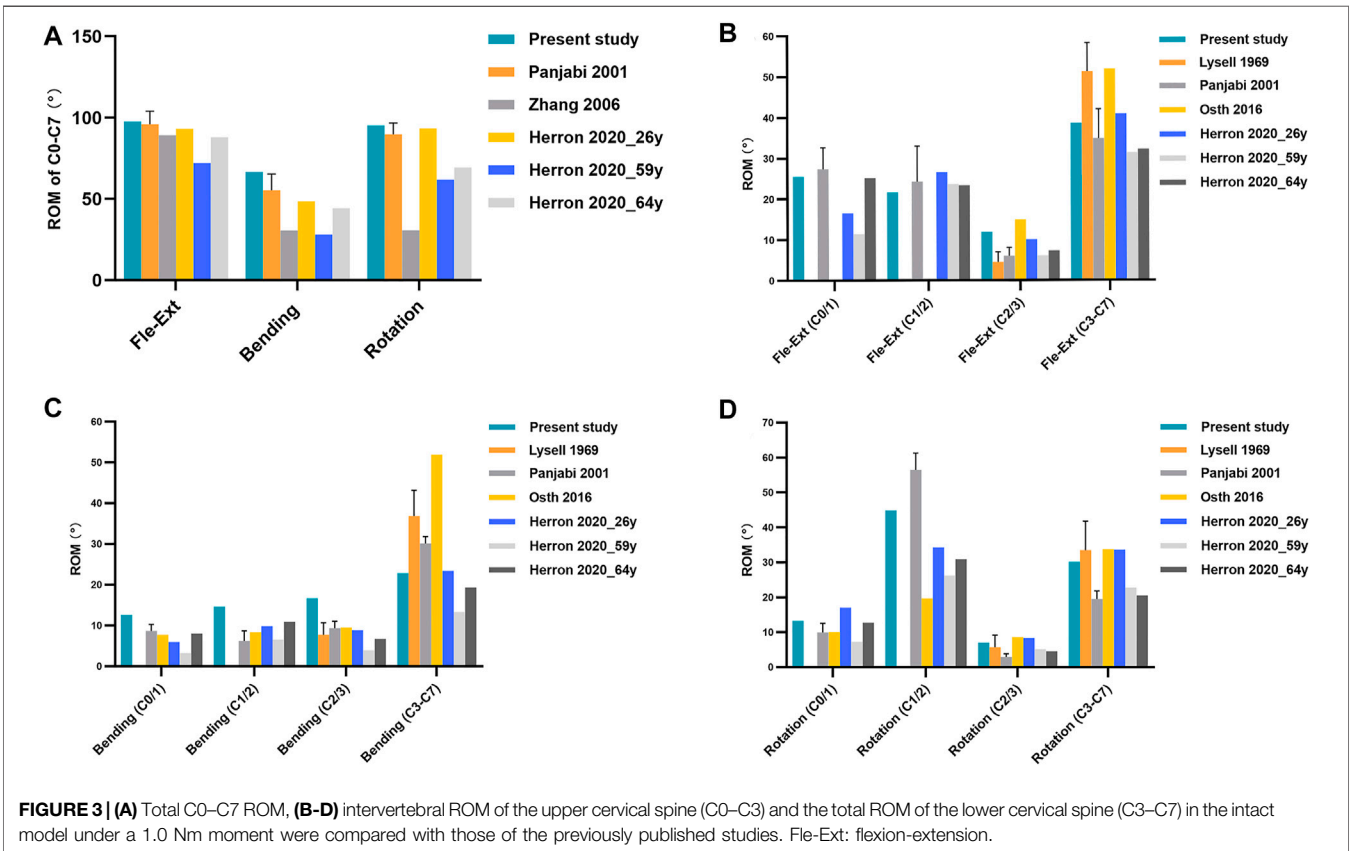 A
150
100
50
0
ROM of C0-C7 (°)
Fle-Ext
Bending
Rotation
Present study
Panjabi 2001
Zhang 2006
Herron 2020_26y
Herron 2020_59y
Herron 2020_64y
B
60
50
40
30
20
10
0
ROM (°)
Fle-Ext (C0/1)
Fle-Ext (C1/2)
Fle-Ext (C2/3)
Fle-Ext (C3-C7)
Present study
Lysell 1969
Panjabi 2001
Osth 2016
Herron 2020_26y
Herron 2020_59y
Herron 2020_64y
C
60
50
40
30
20
10
0
ROM (°)
Bending (C0/1)
Bending (C1/2)
Bending (C2/3)
Bending (C3-C7)
Present study
Lysell 1969
Panjabi 2001
Osth 2016
Herron 2020_26y
Herron 2020_59y
Herron 2020_64y
D
70
60
50
40
30
20
10
0
ROM (°)
Rotation (C0/1)
Rotation (C1/2)
Rotation (C2/3)
Rotation (C3-C7)
Present study
Lysell 1969
Panjabi 2001
Osth 2016
Herron 2020_26y
Herron 2020_59y
Herron 2020_64y
FIGURE 3 | (A) Total C0–C7 ROM, (B-D) intervertebral ROM of the upper cervical spine (C0–C3) and the total ROM of the lower cervical spine (C3–C7) in the intact
model under a 1.0 Nm moment were compared with those of the previously published studies. Fle-Ext: flexion-extension.